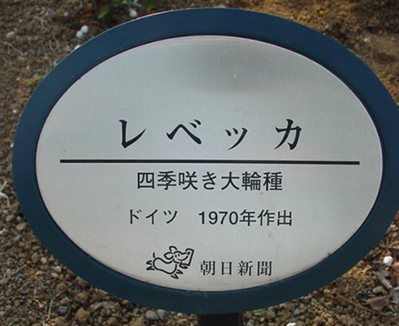 レベッカ
四季咲き大輪種
ドイツ 1970年作出
朝日新聞